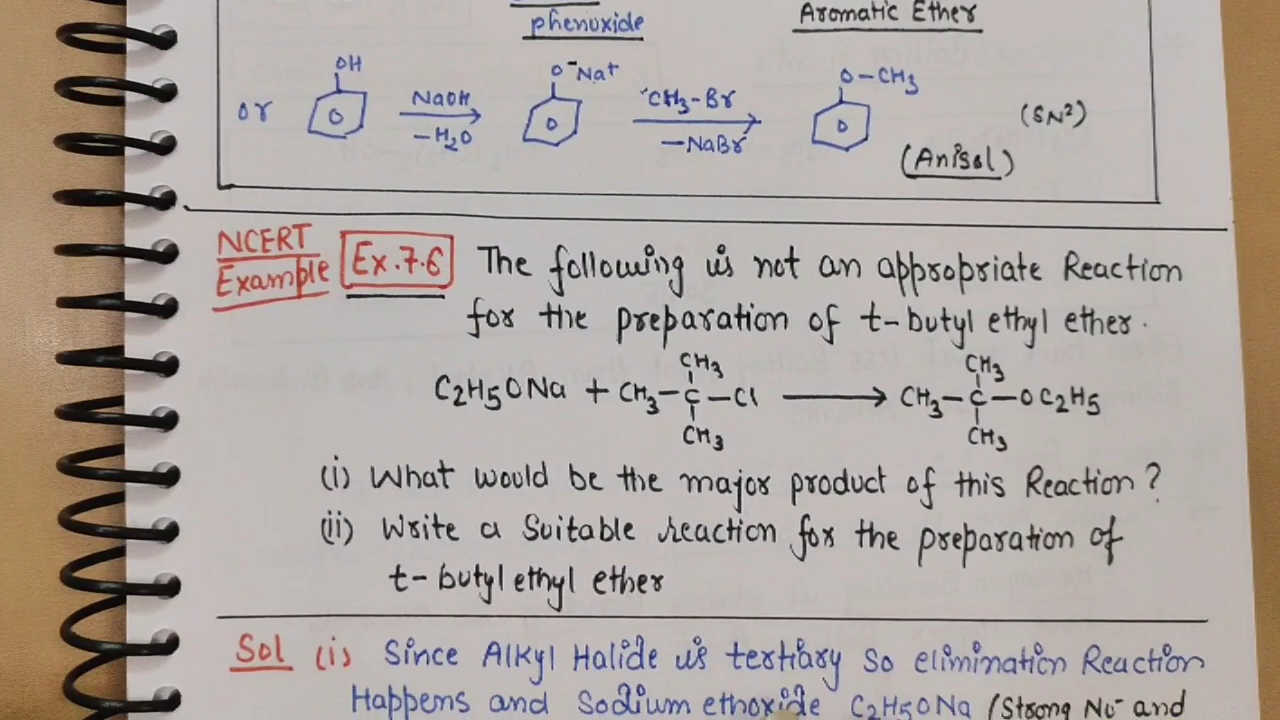 phenoxide
Aromatic Ether
OH
O⁻Na⁺
O-CH3
or
NaOH
-H2O
CH3-Br
-NaBr
(SN²)
(Anisol)
NCERT
Example
Ex.7.6
The following is not an appropriate Reaction
for the preparation of t-butyl ethyl ether.
CH3
CH3
C2H5ONa + CH3-C-Cl ⟶ CH3-C-OC2H5
CH3
CH3
(i) What would be the major product of this Reaction?
(ii) Write a Suitable reaction for the preparation of
t-butyl ethyl ether
Sol (i) Since Alkyl Halide is tertiary so elimination Reaction
Happens and Sodium ethoxide C2H5ONa (Strong Nu⁻ and